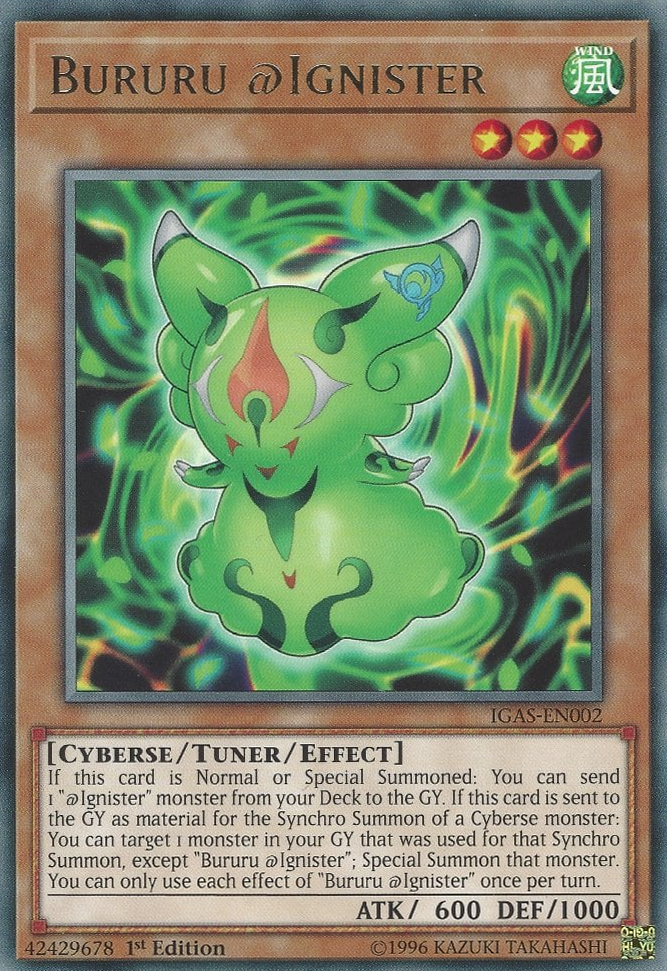 Bururu @Ignister
WIND
風
IGAS-EN002
[Cyberse/Tuner/Effect]
If this card is Normal or Special Summoned: You can send
1 "@Ignister" monster from your Deck to the GY. If this card is sent to
the GY as material for the Synchro Summon of a Cyberse monster:
You can target 1 monster in your GY that was used for that Synchro
Summon, except "Bururu @Ignister"; Special Summon that monster.
You can only use each effect of "Bururu @Ignister" once per turn.
ATK/ 600 DEF/1000
42429678 1st Edition ©1996 KAZUKI TAKAHASHI